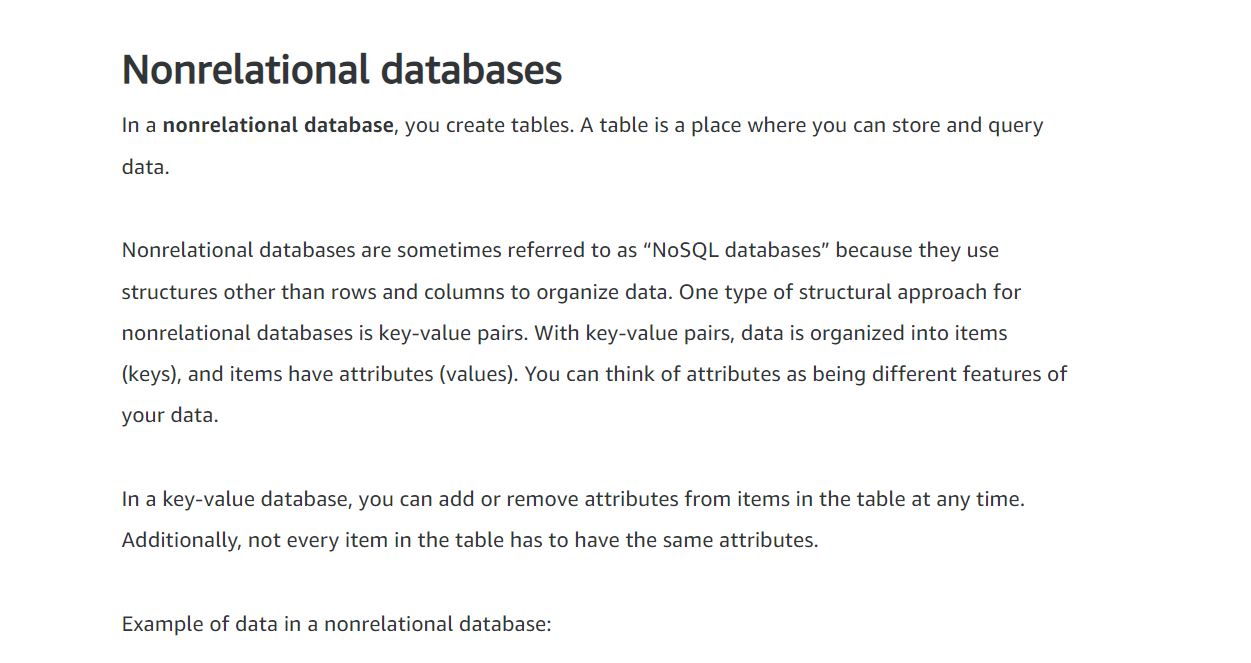 Nonrelational databases
In a nonrelational database, you create tables. A table is a place where you can store and query
data.
Nonrelational databases are sometimes referred to as “NoSQL databases” because they use
structures other than rows and columns to organize data. One type of structural approach for
nonrelational databases is key-value pairs. With key-value pairs, data is organized into items
(keys), and items have attributes (values). You can think of attributes as being different features of
your data.
In a key-value database, you can add or remove attributes from items in the table at any time.
Additionally, not every item in the table has to have the same attributes.
Example of data in a nonrelational database: